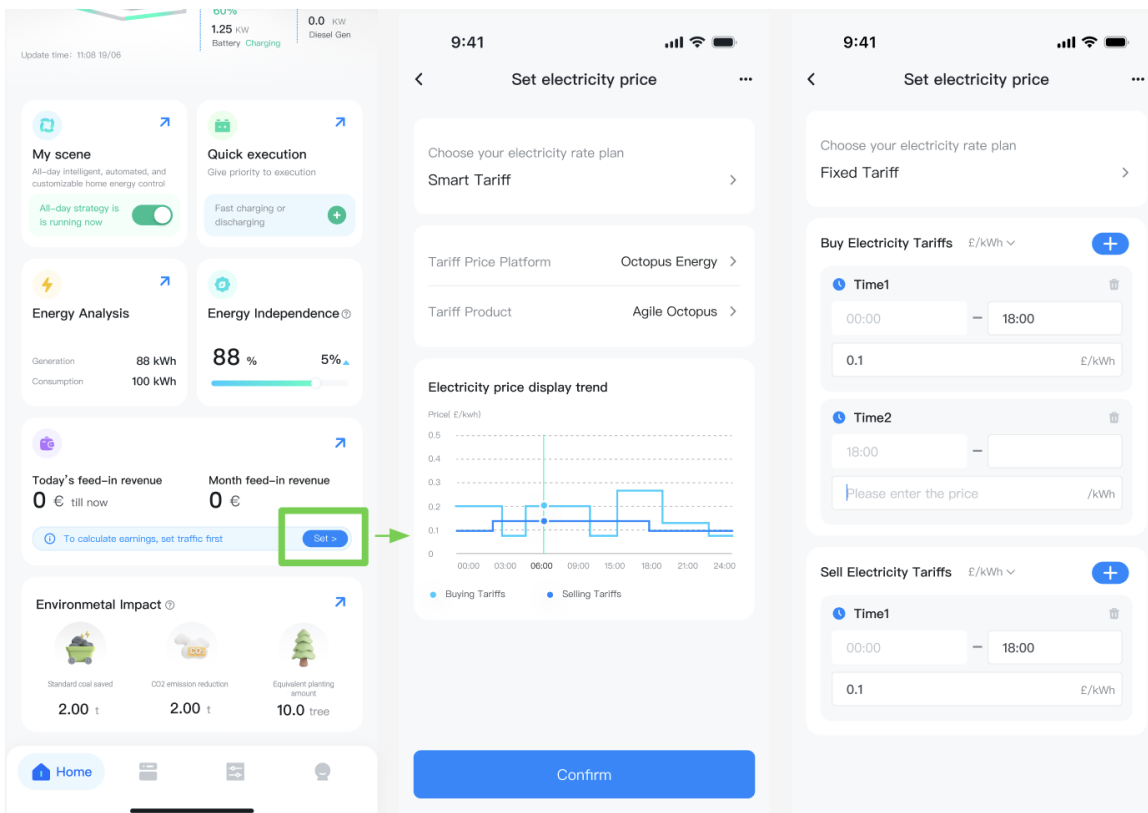 60%
1.25 KW
Battery Charging
0.0 KW
Diesel Gen
Update time: 11:08 19/06
My scene
All-day intelligent, automated, and
customizable home energy control
All-day strategy is
is running now
Quick execution
Give priority to execution
Fast charging or
discharging
Energy Analysis
Generation 88 kWh
Consumption 100 kWh
Energy Independence
88 % 5%
Today's feed-in revenue
0 € till now
Month feed-in revenue
0 €
To calculate earnings, set traffic first
Set >
Environmetal Impact
Standard coal saved
2.00 t
CO2
CO2 emission reduction
2.00 t
Equivalent planting
amount
10.0 tree
Home
9:41
Set electricity price
Choose your electricity rate plan
Smart Tariff
Tariff Price Platform Octopus Energy
Tariff Product Agile Octopus
Electricity price display trend
Price( £/kwh)
0.5
0.4
0.3
0.2
0.1
0
00:00 03:00 06:00 09:00 15:00 18:00 21:00 24:00
Buying Tariffs Selling Tariffs
Confirm
9:41
Set electricity price
Choose your electricity rate plan
Fixed Tariff
Buy Electricity Tariffs £/kWh
Time1
00:00 – 18:00
0.1 £/kWh
Time2
18:00 –
Please enter the price /kWh
Sell Electricity Tariffs £/kWh
Time1
00:00 – 18:00
0.1 £/kWh